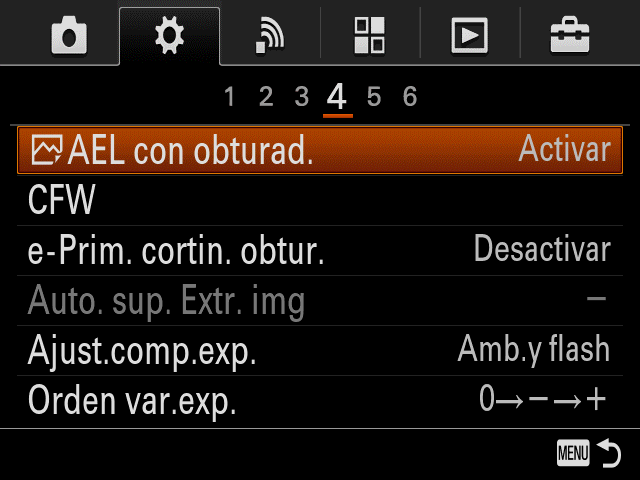 1 2 3 4 5 6
AEL con obturad. Activar
CFW
e-Prim. cortin. obtur. Desactivar
Auto. sup. Extr. img –
Ajust.comp.exp. Amb.y flash
Orden var.exp. 0→−→+
MENU